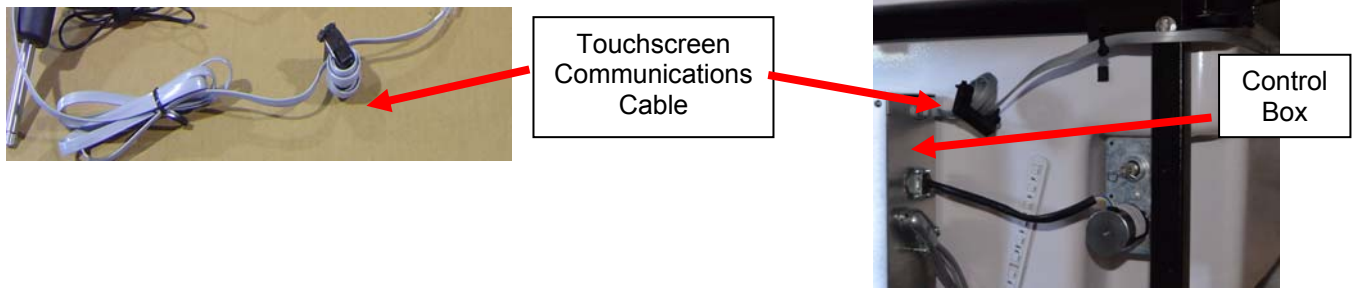 Touchscreen
Communications
Cable
Control
Box